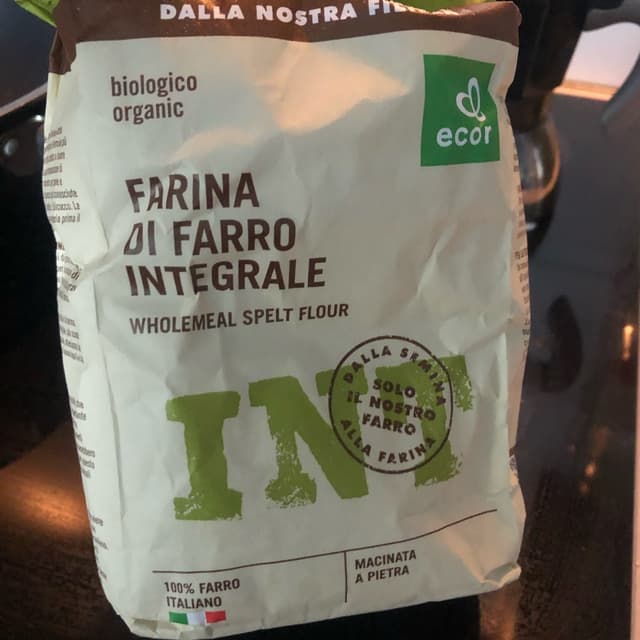 DALLA NOSTRA
biologico
organic
ecor
FARINA
DI FARRO
INTEGRALE
WHOLEMEAL SPELT FLOUR
INT
DALLA SEMINA
SOLO
IL NOSTRO
FARRO
ALLA FARINA
100% FARRO
ITALIANO
MACINATA
A PIETRA